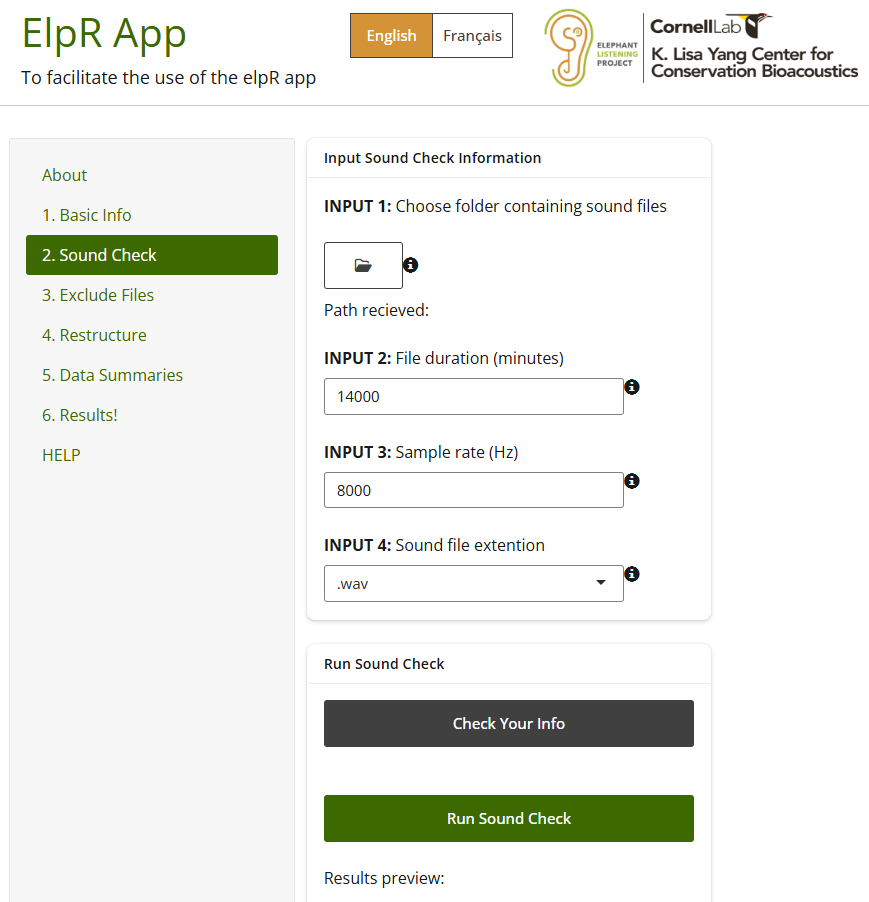 ElpR App
To facilitate the use of the elpR app
English
Français
ELEPHANT
LISTENING
PROJECT
CornellLab
K. Lisa Yang Center for
Conservation Bioacoustics
About
1. Basic Info
2. Sound Check
3. Exclude Files
4. Restructure
5. Data Summaries
6. Results!
HELP
Input Sound Check Information
INPUT 1: Choose folder containing sound files
Path recieved:
INPUT 2: File duration (minutes)
14000
INPUT 3: Sample rate (Hz)
8000
INPUT 4: Sound file extention
.wav
Run Sound Check
Check Your Info
Run Sound Check
Results preview: